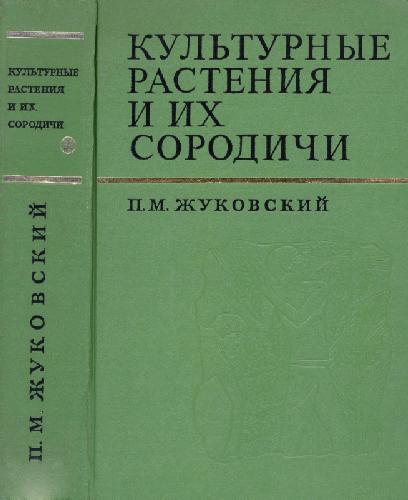 КУЛЬТУРНЫЕ
РАСТЕНИЯ
И ИХ
СОРОДИЧИ
П.М. ЖУКОВСКИЙ
КУЛЬТУРНЫЕ
РАСТЕНИЯ
И ИХ
СОРОДИЧИ
П. М. ЖУКОВСКИЙ